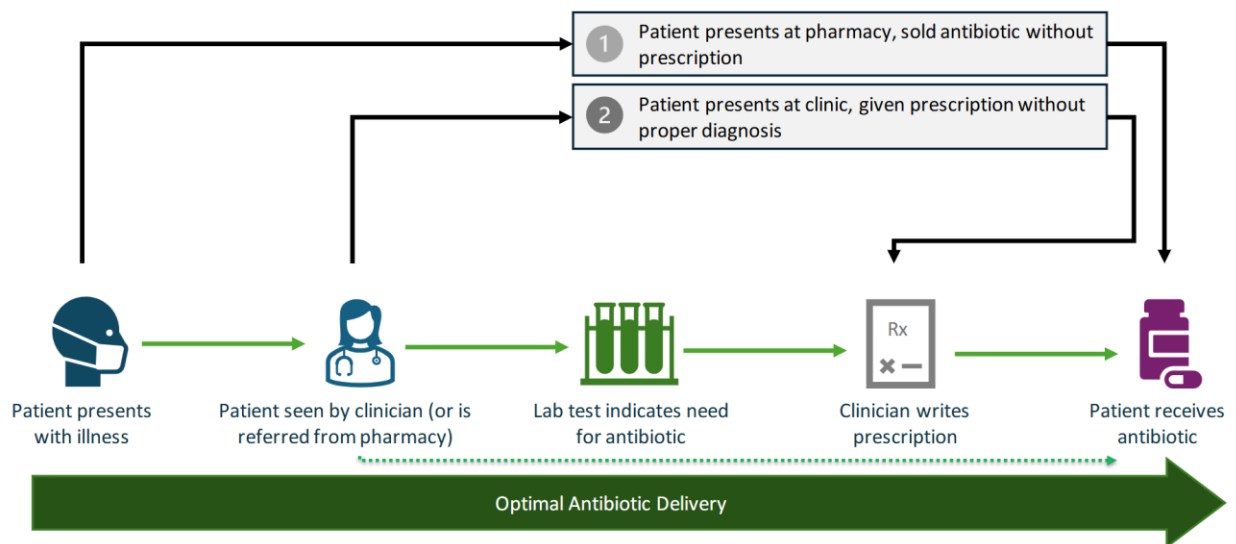 1
Patient presents at pharmacy, sold antibiotic without
prescription
2
Patient presents at clinic, given prescription without
proper diagnosis
Rx
Patient presents
with illness
Patient seen by clinician (or is
referred from pharmacy)
Lab test indicates need
for antibiotic
Clinician writes
prescription
Patient receives
antibiotic
Optimal Antibiotic Delivery